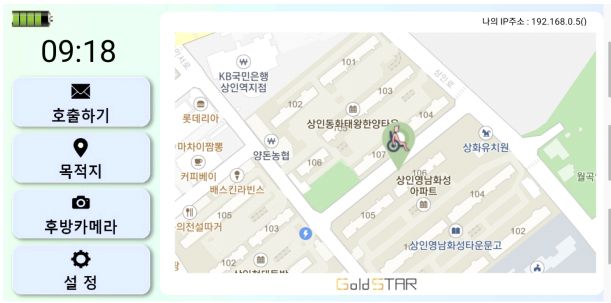 나의 IP주소 : 192.168.0.5()
09:18
호출하기
목적지
후방카메라
설 정
KB국민은행
상인역지점
101
103
102
104
롯데리아
상인동화태왕한양타운
105
마차이짬뽕
양돈농협
106
107
상화유치원
월곡
커피베이
배스킨라빈스
상인영남화성
아파트
106
104
105
103
105
의전설따거
102
101
상인영남화성타운문고
102
102
101
GoldSTAR